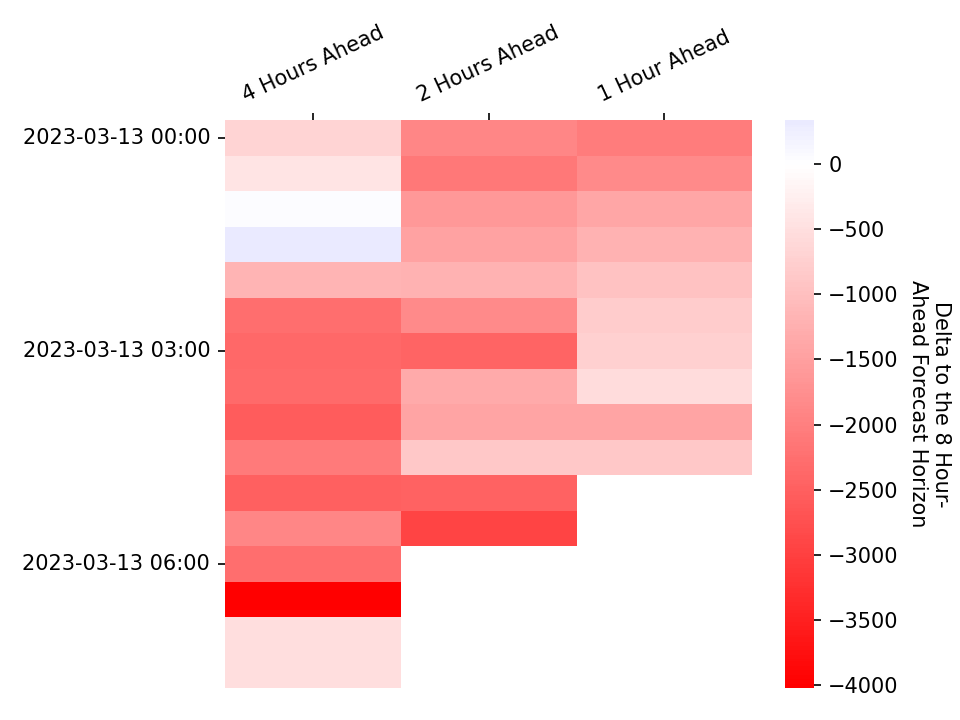 4 Hours Ahead
2 Hours Ahead
1 Hour Ahead
2023-03-13 00:00
2023-03-13 03:00
2023-03-13 06:00
0
−500
−1000
−1500
−2000
−2500
−3000
−3500
−4000
Delta to the 8 Hour-
Ahead Forecast Horizon